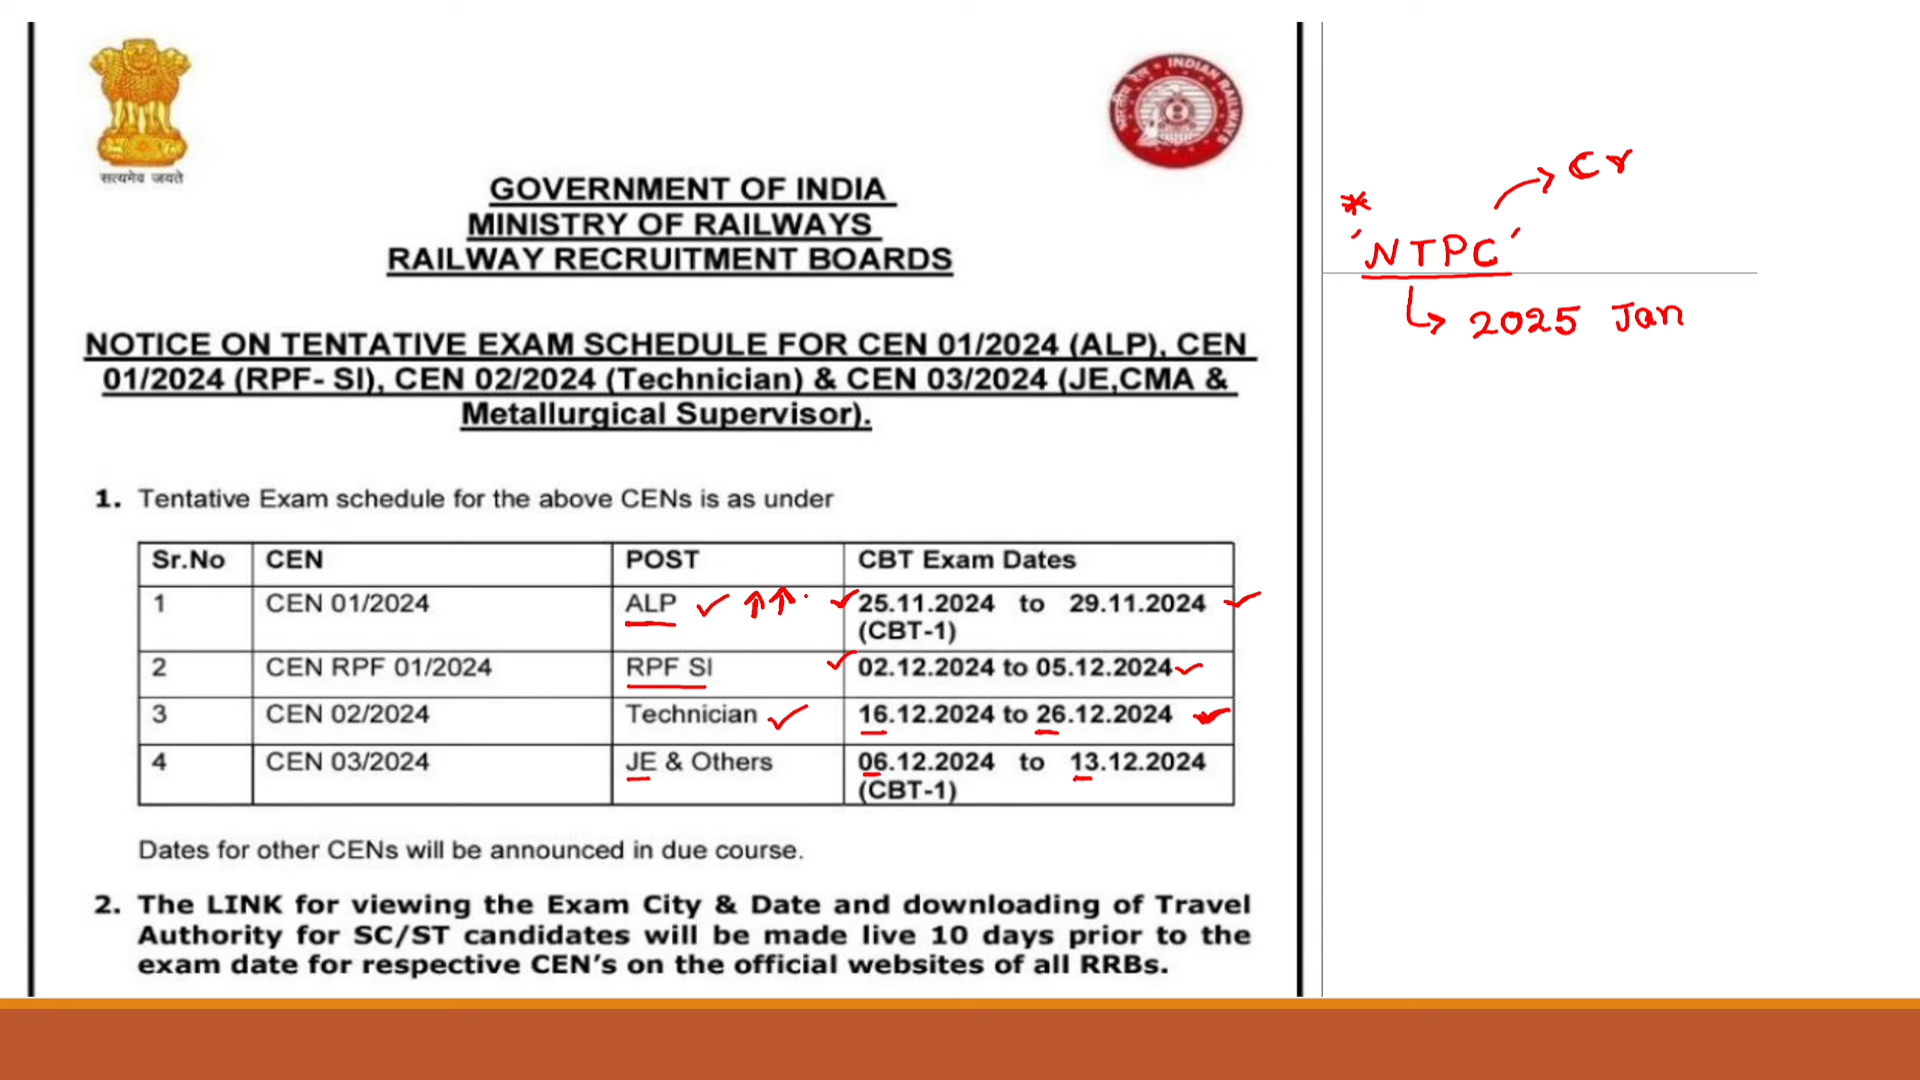 सत्यमेव जयते
भारतीय रेल INDIAN RAILWAYS
GOVERNMENT OF INDIA
MINISTRY OF RAILWAYS
RAILWAY RECRUITMENT BOARDS
NOTICE ON TENTATIVE EXAM SCHEDULE FOR CEN 01/2024 (ALP), CEN
01/2024 (RPF- SI), CEN 02/2024 (Technician) & CEN 03/2024 (JE,CMA &
Metallurgical Supervisor).
1. Tentative Exam schedule for the above CENs is as under
Sr.No CEN POST CBT Exam Dates
1 CEN 01/2024 ALP 25.11.2024 to 29.11.2024
(CBT-1)
2 CEN RPF 01/2024 RPF SI 02.12.2024 to 05.12.2024
3 CEN 02/2024 Technician 16.12.2024 to 26.12.2024
4 CEN 03/2024 JE & Others 06.12.2024 to 13.12.2024
(CBT-1)
Dates for other CENs will be announced in due course.
2. The LINK for viewing the Exam City & Date and downloading of Travel
Authority for SC/ST candidates will be made live 10 days prior to the
exam date for respective CEN's on the official websites of all RRBs.
Cr
* 'NTPC'
2025 Jan